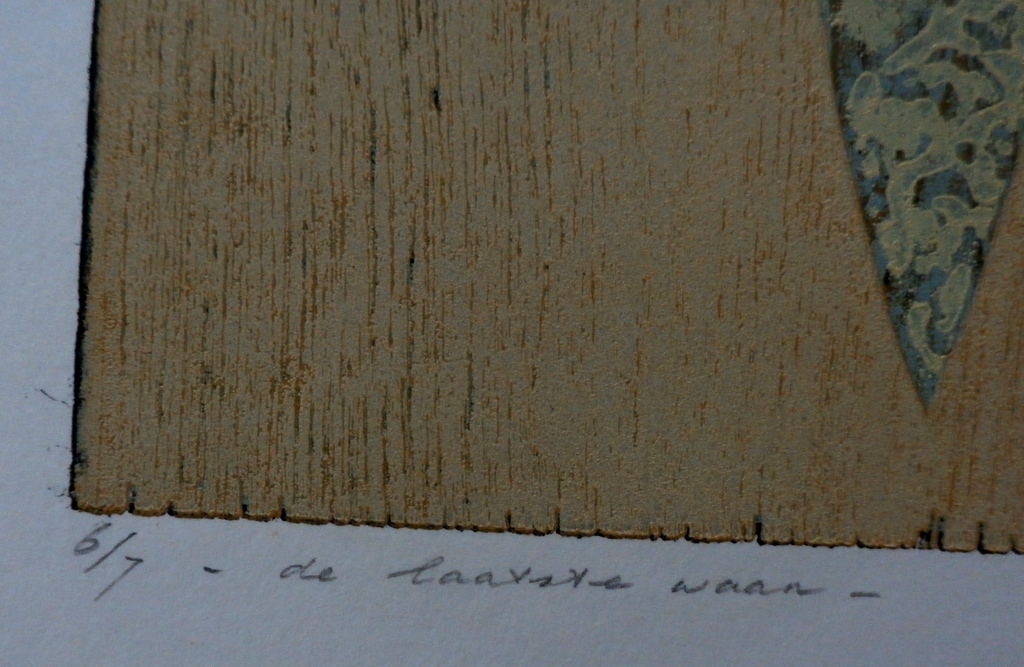 6/7 - de laatste waan -